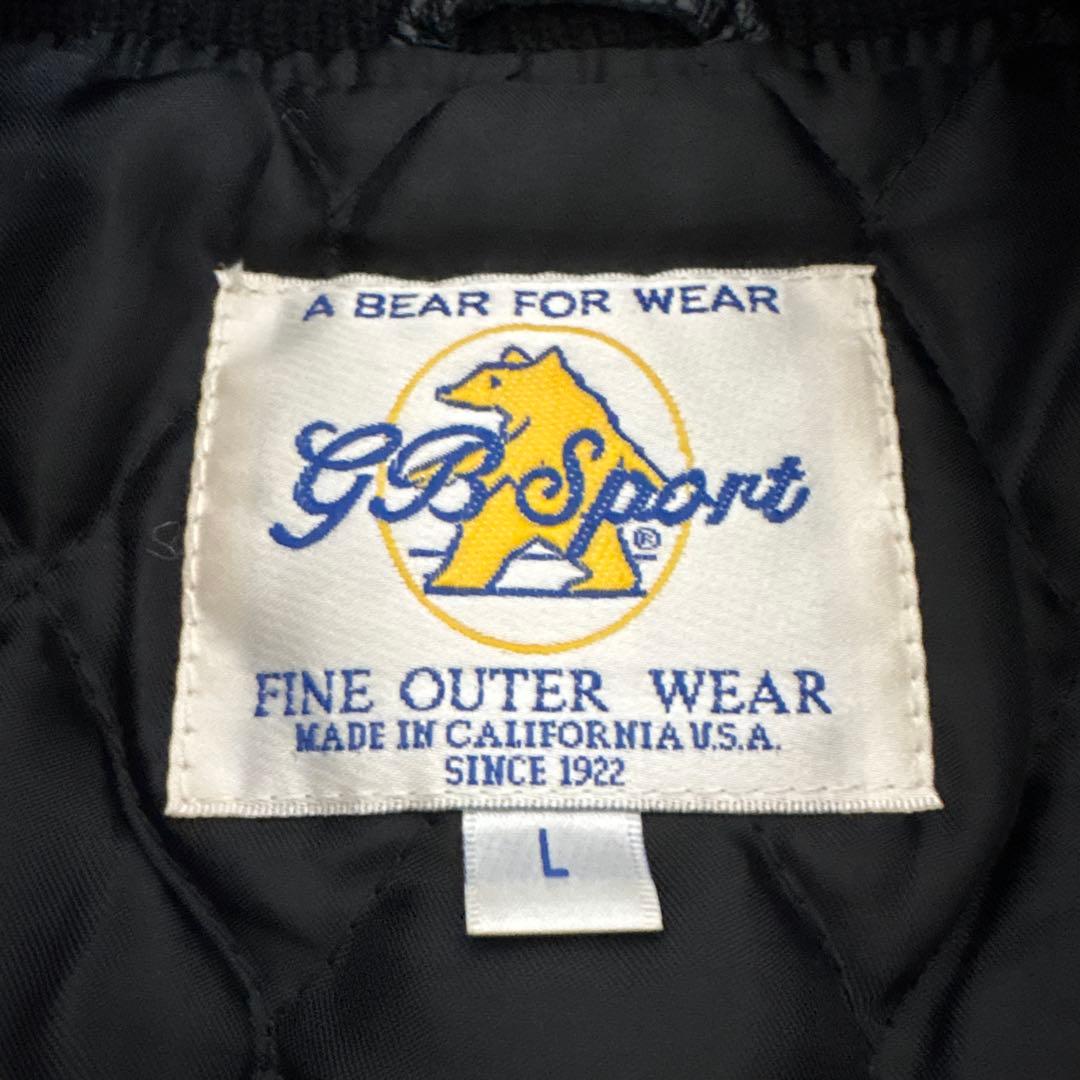 A BEAR FOR WEAR
GB Sport
®
FINE OUTER WEAR
MADE IN CALIFORNIA U.S.A.
SINCE 1922
L